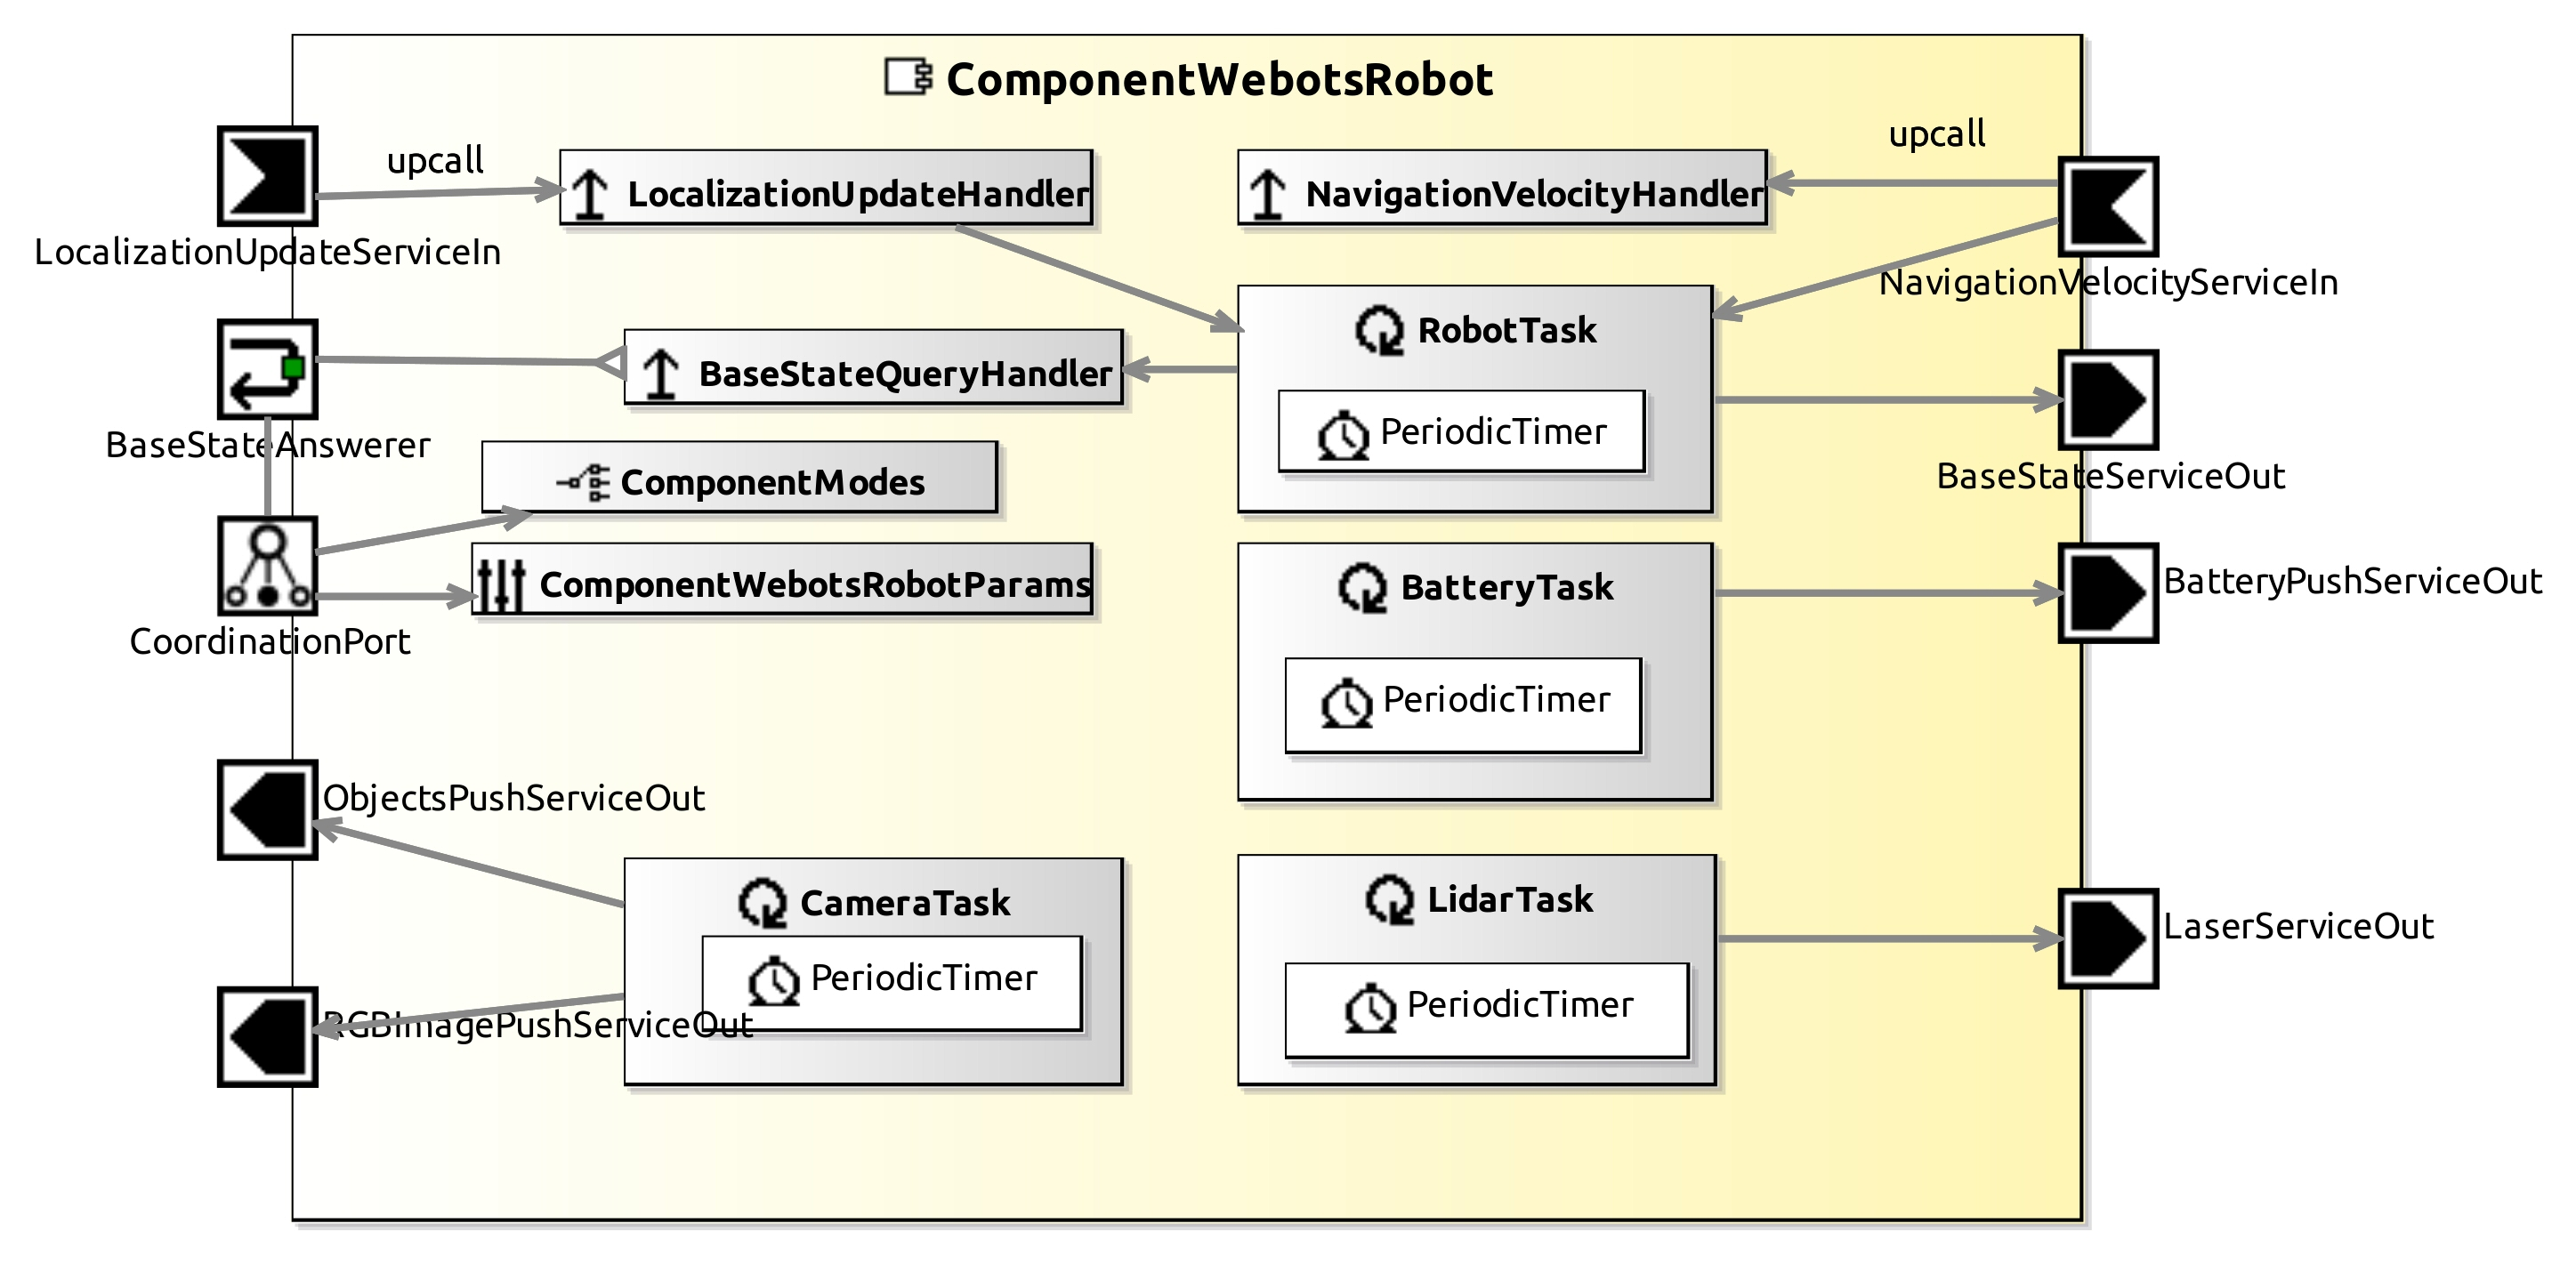 ComponentWebotsRobot
upcall
upcall
LocalizationUpdateHandler
NavigationVelocityHandler
LocalizationUpdateServiceIn
NavigationVelocityServiceIn
RobotTask
BaseStateQueryHandler
PeriodicTimer
BaseStateAnswerer
BaseStateServiceOut
ComponentModes
ComponentWebotsRobotParams
BatteryTask
BatteryPushServiceOut
CoordinationPort
PeriodicTimer
ObjectsPushServiceOut
CameraTask
LidarTask
LaserServiceOut
PeriodicTimer
PeriodicTimer
RGBImagePushServiceOut